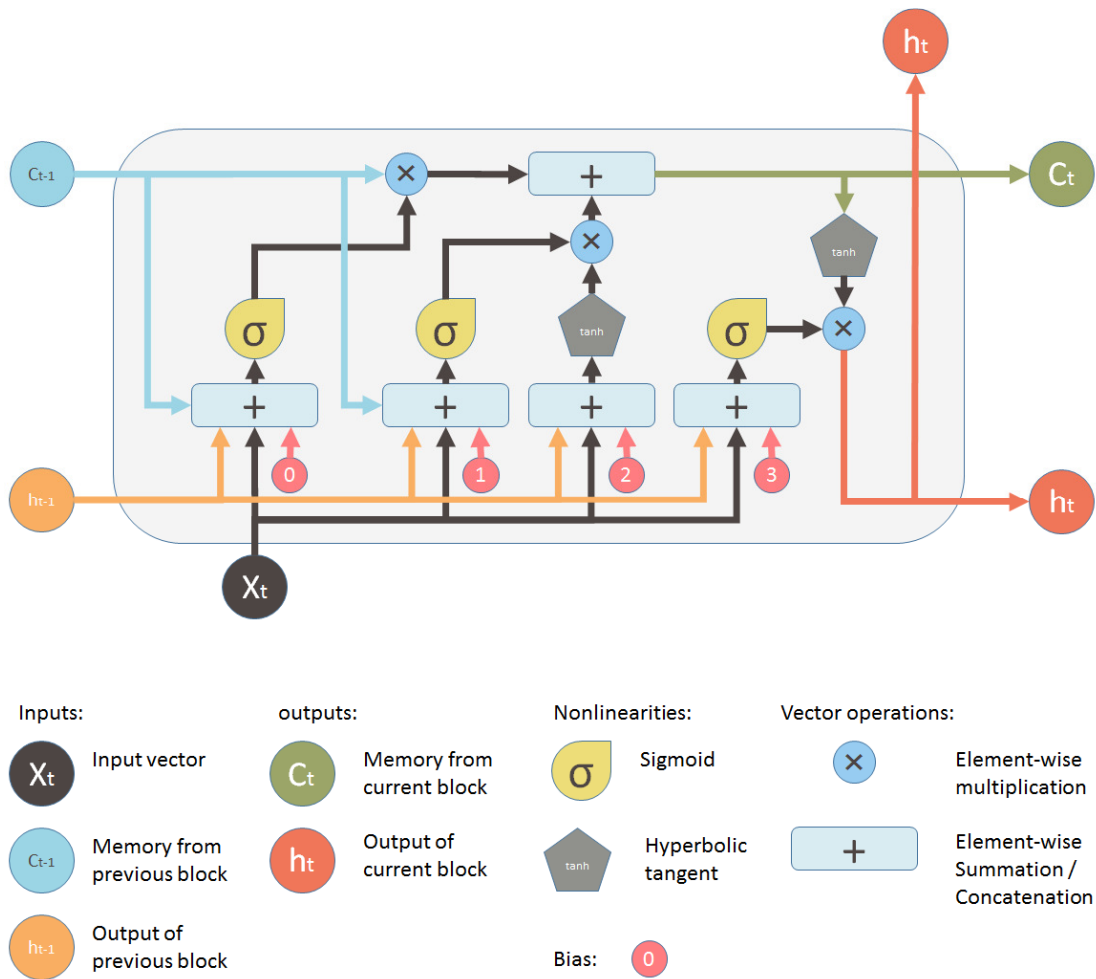 ht
Ct-1
×
+
Ct
×
tanh
σ
σ
tanh
σ
×
+
+
+
+
0
1
2
3
ht-1
ht
Xt
Inputs:
outputs:
Nonlinearities:
Vector operations:
Xt
Input vector
Ct
Memory from
current block
σ
Sigmoid
×
Element-wise
multiplication
Ct-1
Memory from
previous block
ht
Output of
current block
tanh
Hyperbolic
tangent
+
Element-wise
Summation /
Concatenation
ht-1
Output of
previous block
Bias:
0